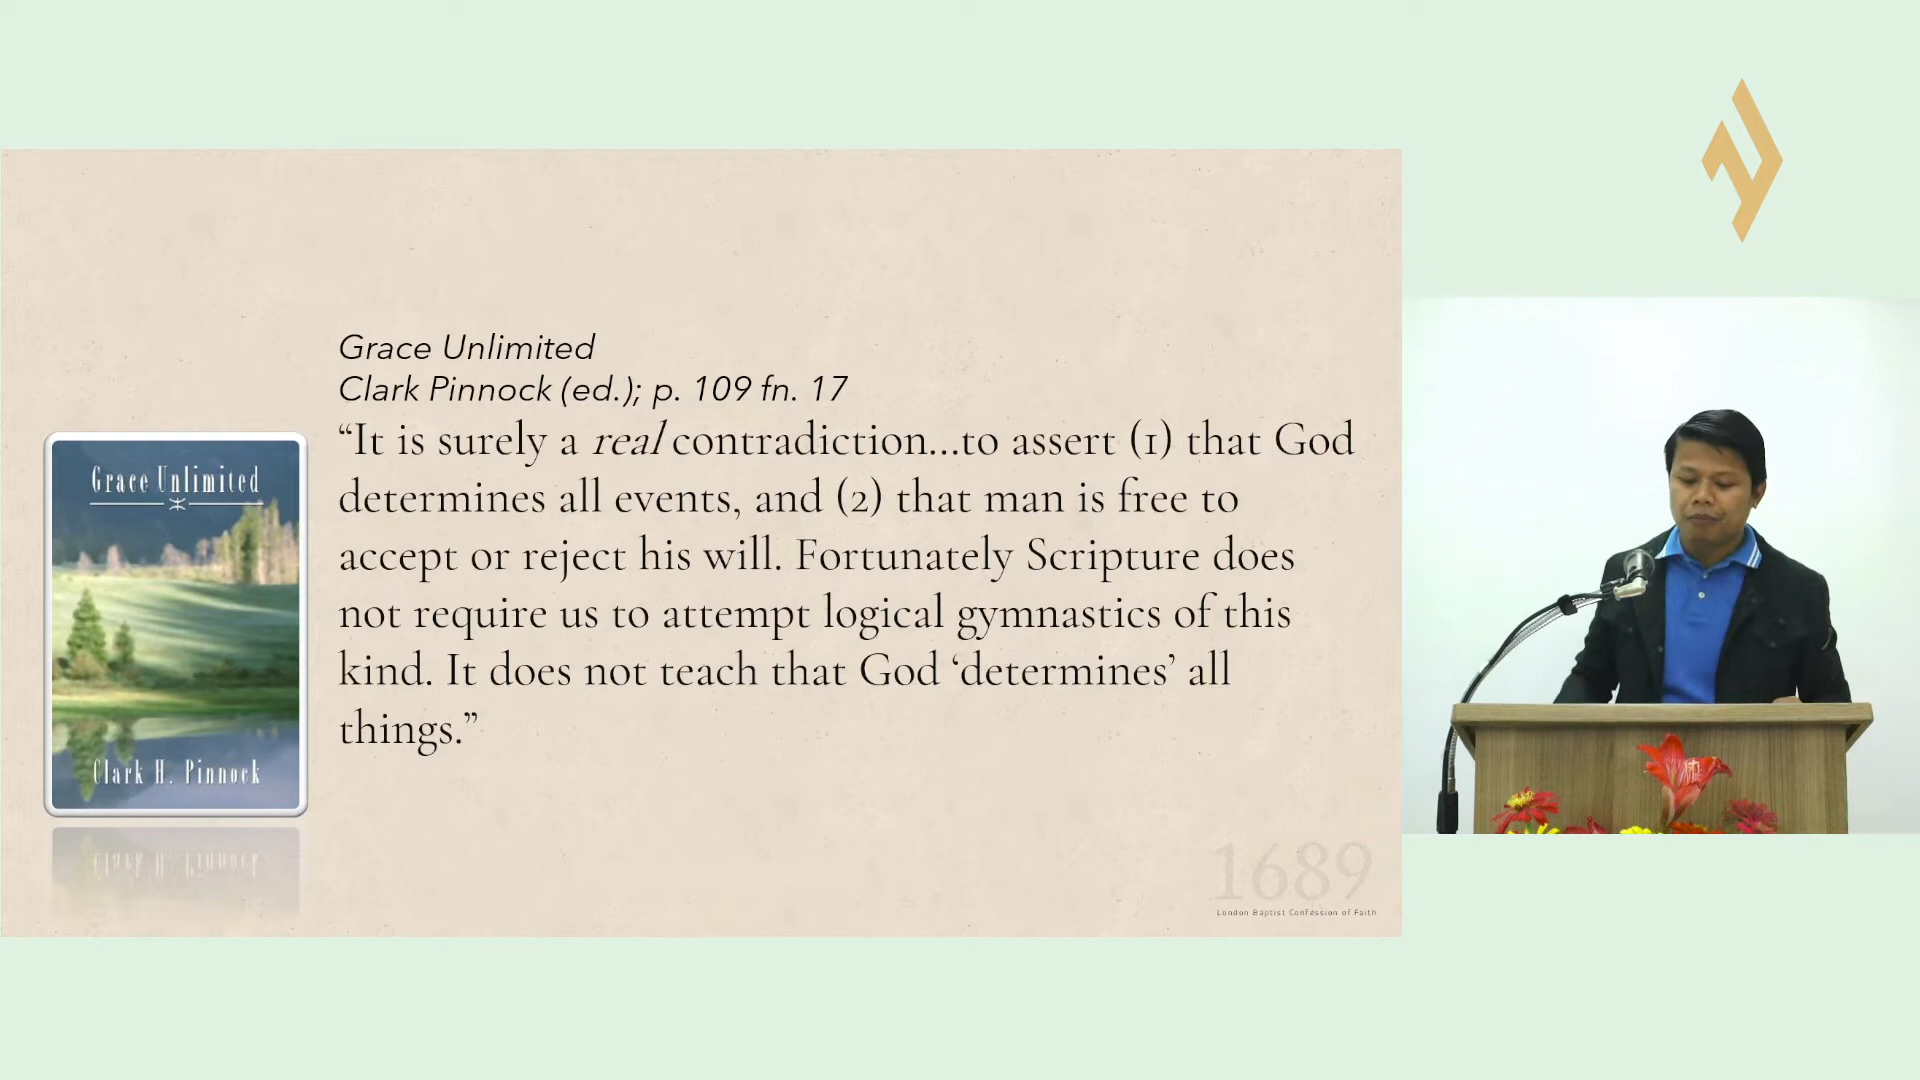 Grace Unlimited
Clark Pinnock (ed.); p. 109 fn. 17
“It is surely a real contradiction...to assert (1) that God
determines all events, and (2) that man is free to
accept or reject his will. Fortunately Scripture does
not require us to attempt logical gymnastics of this
kind. It does not teach that God ‘determines’ all
things.”
Grace Unlimited
Clark H. Pinnock
1689
London Baptist Confession of Faith